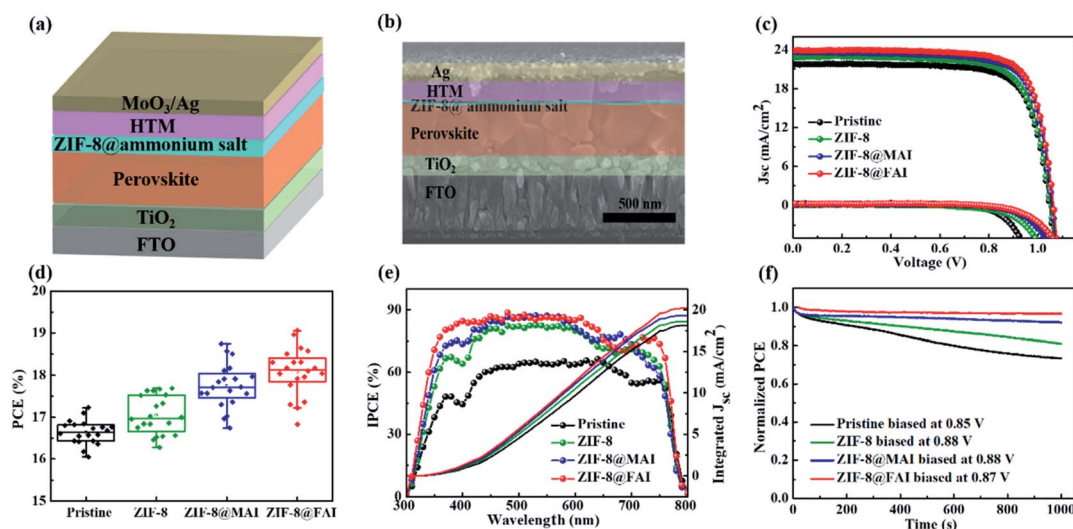 (a)
MoO₃/Ag
HTM
ZIF-8@ammonium salt
Perovskite
TiO₂
FTO
(b)
Ag
HTM
ZIF-8@ ammonium salt
Perovskite
TiO₂
FTO
500 nm
(c)
24
18
12
6
0
Jsc (mA/cm²)
Pristine
ZIF-8
ZIF-8@MAI
ZIF-8@FAI
0.0 0.2 0.4 0.6 0.8 1.0
Voltage (V)
(d)
20
19
18
17
16
15
PCE (%)
Pristine ZIF-8 ZIF-8@MAI ZIF-8@FAI
(e)
90
60
30
0
IPCE (%)
Pristine
ZIF-8
ZIF-8@MAI
ZIF-8@FAI
20
15
10
5
0
Integrated Jsc (mA/cm²)
300 400 500 600 700 800
Wavelength (nm)
(f)
1.0
0.8
0.6
0.4
0.2
0.0
Normalized PCE
Pristine biased at 0.85 V
ZIF-8 biased at 0.88 V
ZIF-8@MAI biased at 0.88 V
ZIF-8@FAI biased at 0.87 V
0 200 400 600 800 1000
Time (s)